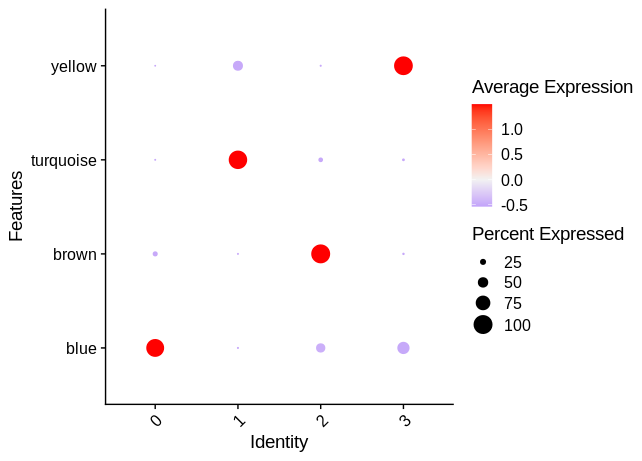 yellow
turquoise
brown
blue
Features
0
1
2
3
Identity
Average Expression
1.0
0.5
0.0
-0.5
Percent Expressed
25
50
75
100